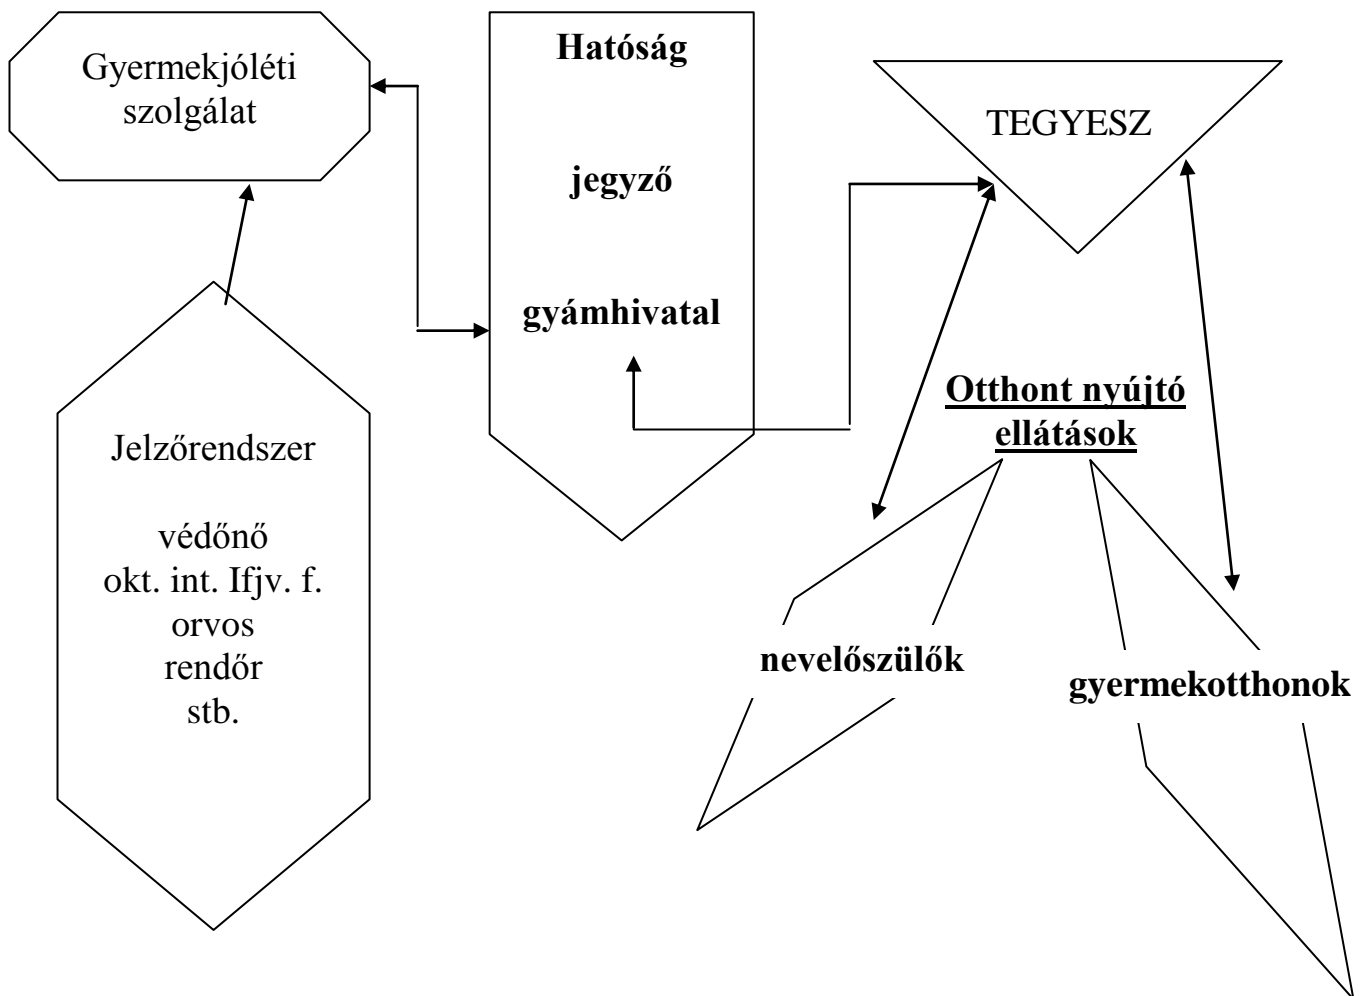 Gyermekjóléti
szolgálat
Hatóság
jegyző
gyámhivatal
TEGYESZ
Jelzőrendszer
védőnő
okt. int. Ifjv. f.
orvos
rendőr
stb.
Otthont nyújtó
ellátások
nevelőszülők
gyermekotthonok